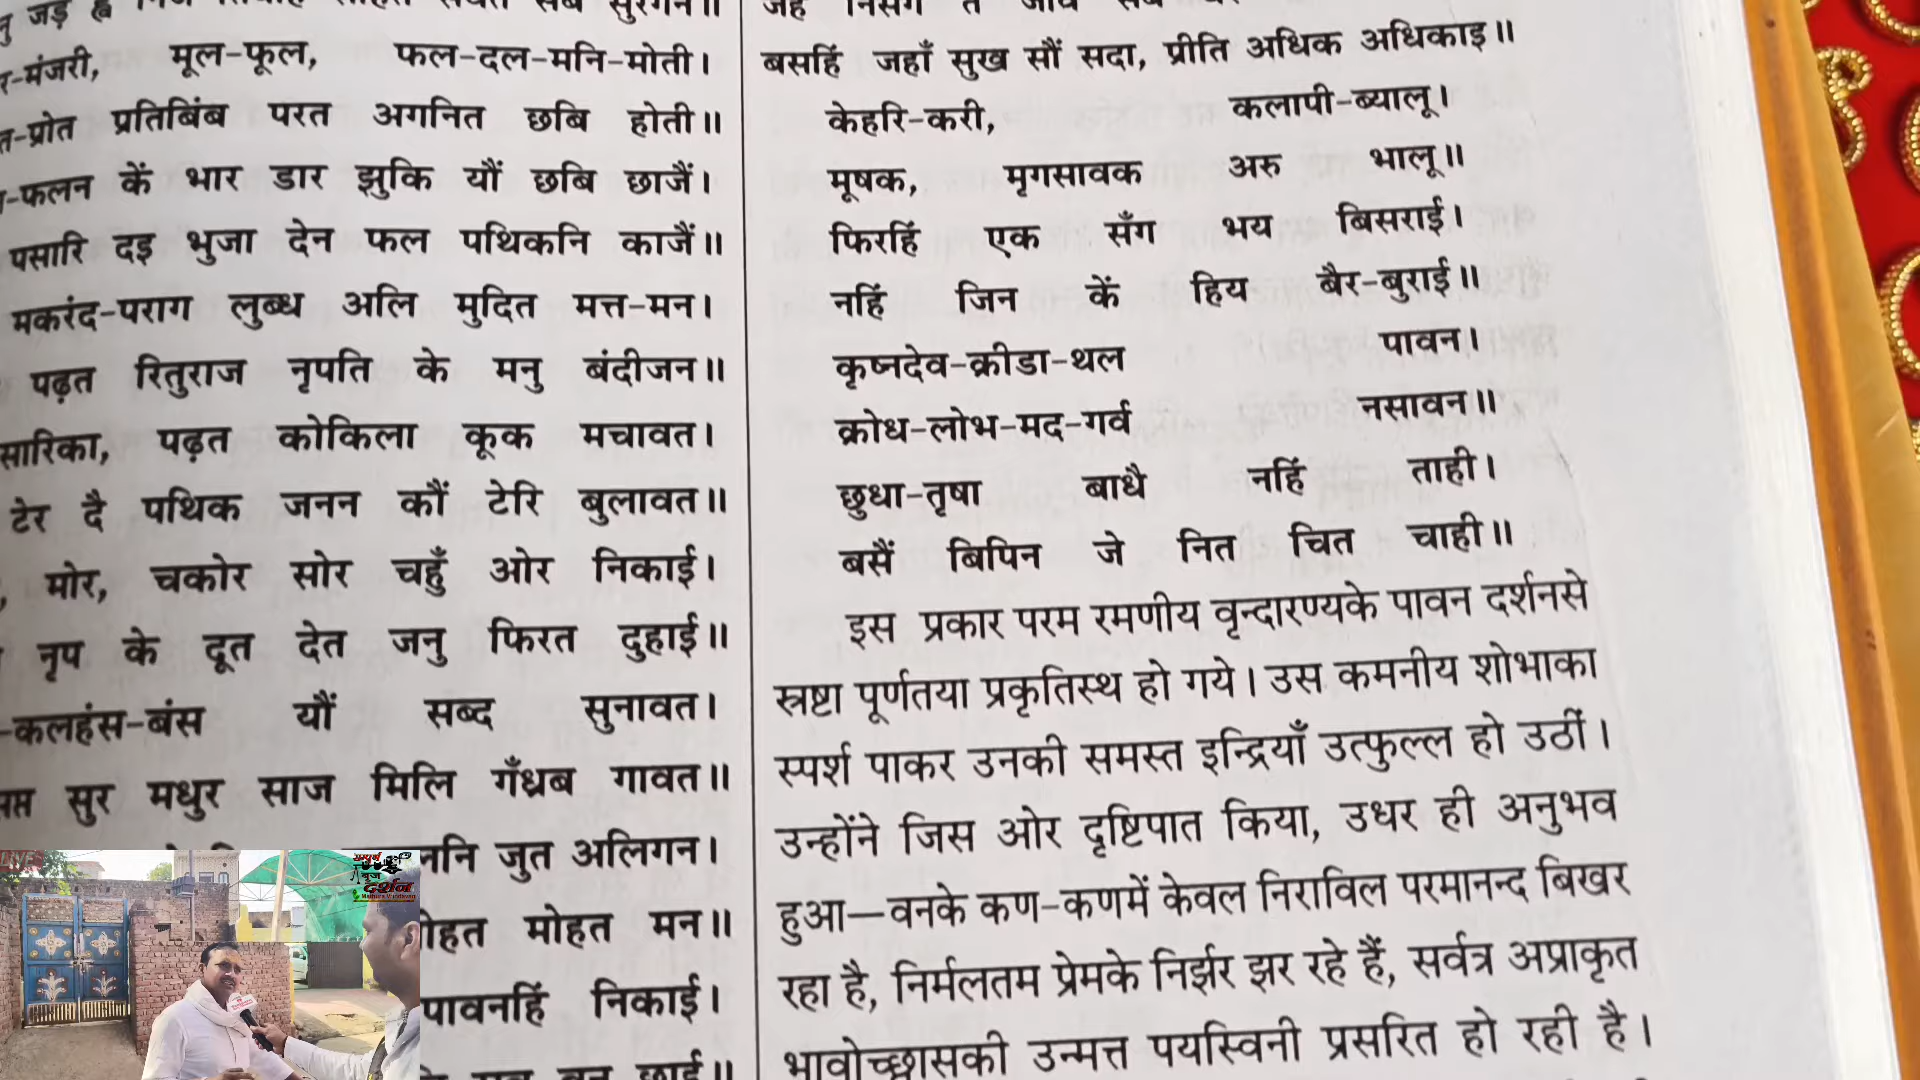 र-मंजरी, मूल-फूल, फल-दल-मनि-मोती।
त-प्रोत प्रतिबिंब परत अगनित छबि होती॥
-फलन कें भार डार झुकि यौं छबि छाजैं।
पसारि दइ भुजा देन फल पथिकनि काजैं॥
मकरंद-पराग लुब्ध अलि मुदित मत्त-मन।
पढ़त रितुराज नृपति के मनु बंदीजन॥
सारिका, पढ़त कोकिला कूक मचावत।
टेर दै पथिक जनन कौं टेरि बुलावत॥
मोर, चकोर सोर चहुँ ओर निकाई।
नृप के दूत देत जनु फिरत दुहाई॥
-कलहंस-बंस यौं सब्द सुनावत।
सुर मधुर साज मिलि गँध्रब गावत॥
जुत अलिगन।
मोहत मन॥
पावनहिं निकाई।
बसहिं जहाँ सुख सौं सदा, प्रीति अधिक अधिकाइ॥
केहरि-करी, कलापी-ब्यालू।
मूषक, मृगसावक अरु भालू॥
फिरहिं एक सँग भय बिसराई।
नहिं जिन कें हिय बैर-बुराई॥
कृष्नदेव-क्रीडा-थल पावन।
क्रोध-लोभ-मद-गर्व नसावन॥
छुधा-तृषा बाधै नहिं ताही।
बसैं बिपिन जे नित चित चाही॥
इस प्रकार परम रमणीय वृन्दारण्यके पावन दर्शनसे
स्रष्टा पूर्णतया प्रकृतिस्थ हो गये। उस कमनीय शोभाका
स्पर्श पाकर उनकी समस्त इन्द्रियाँ उत्फुल्ल हो उठीं।
उन्होंने जिस ओर दृष्टिपात किया, उधर ही अनुभव
हुआ—वनके कण-कणमें केवल निराविल परमानन्द बिखर
रहा है, निर्मलतम प्रेमके निर्झर झर रहे हैं, सर्वत्र अप्राकृत
भावोच्छ्वासकी उन्मत्त पयस्विनी प्रसरित हो रही है।
सम्पूर्ण
बृज
दर्शन